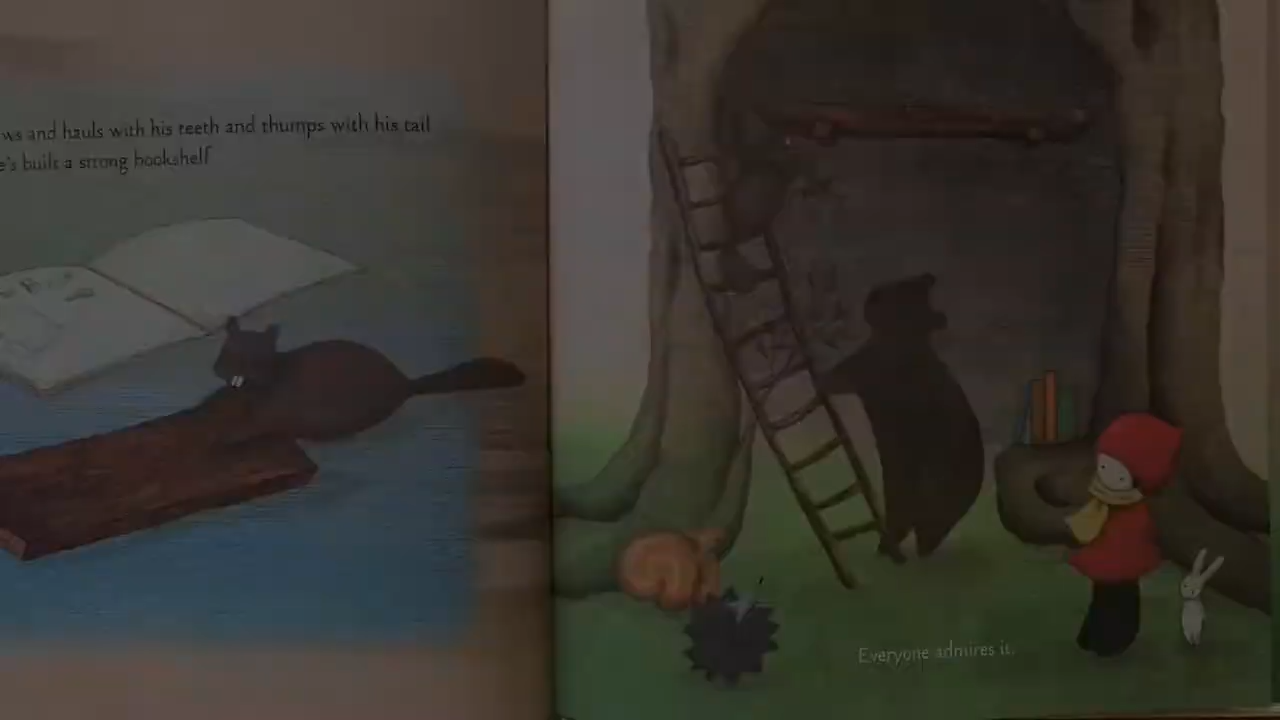 ws and hauls with his teeth and thumps with his tail
e's built a strong bookshelf
Everyone admires it.